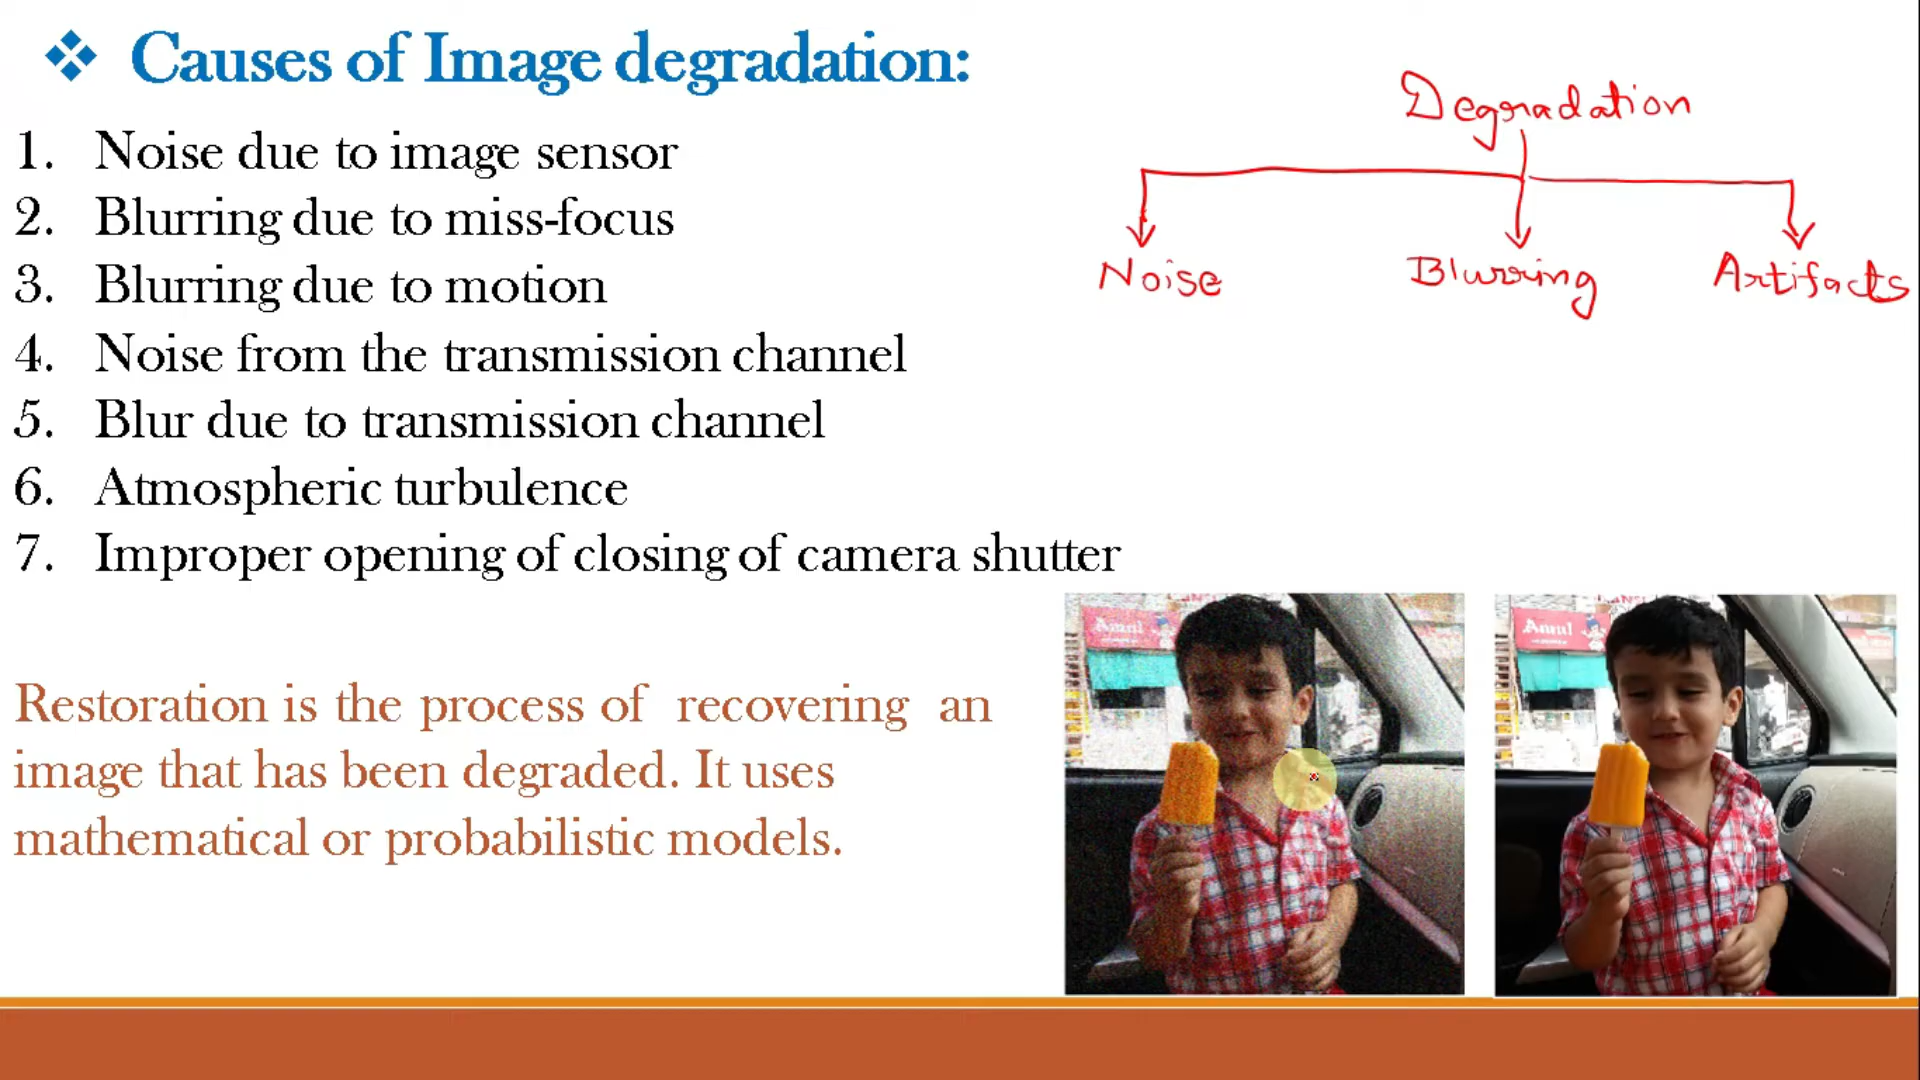 ❖ Causes of Image degradation:
1. Noise due to image sensor
2. Blurring due to miss-focus
3. Blurring due to motion
4. Noise from the transmission channel
5. Blur due to transmission channel
6. Atmospheric turbulence
7. Improper opening of closing of camera shutter
Restoration is the process of recovering an
image that has been degraded. It uses
mathematical or probabilistic models.
Degradation
Noise Blurring Artifacts
Amul
Amul